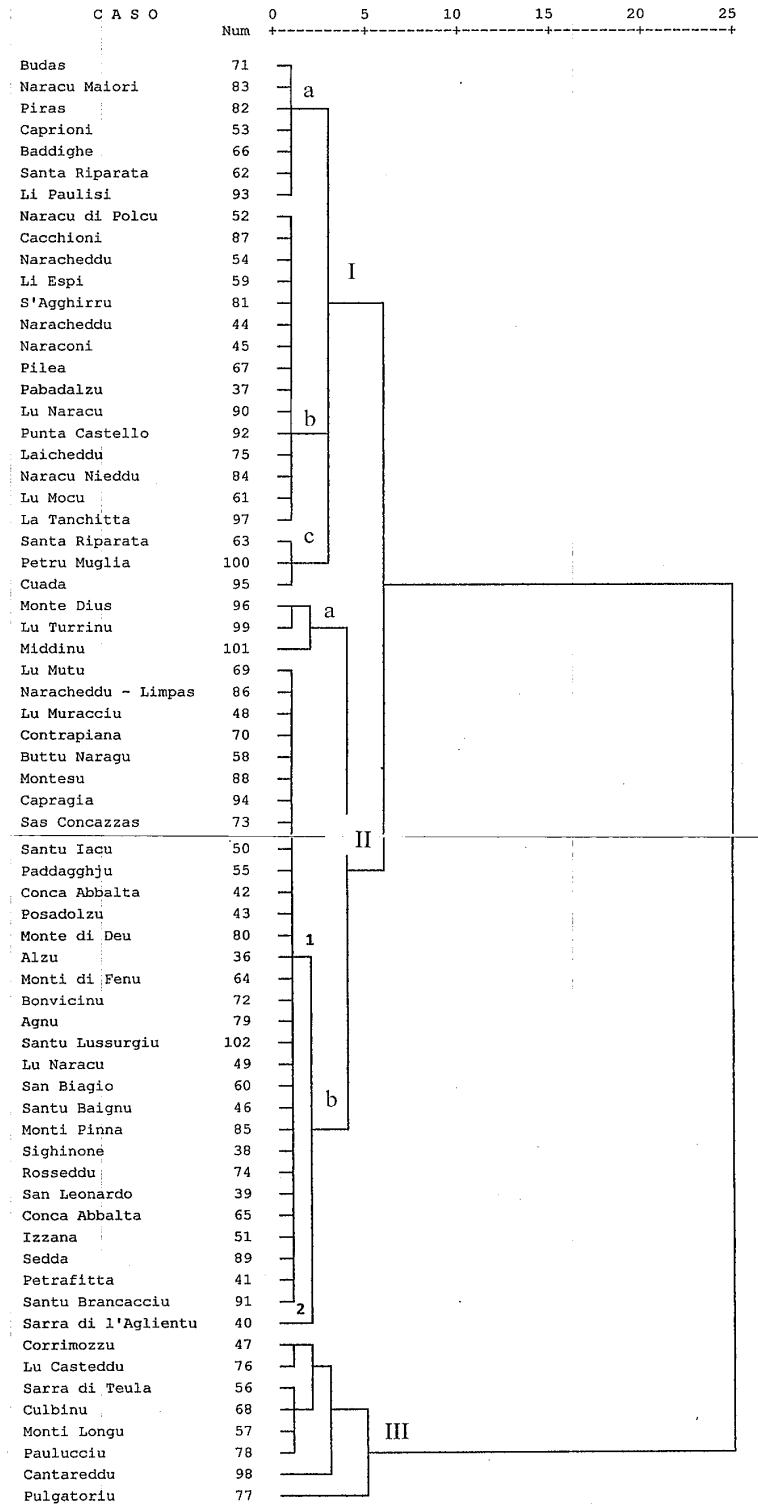 C A S O 0 5 10 15 20 25
Num
Budas 71
Naracu Maiori 83 a
Piras 82
Caprioni 53
Baddighe 66
Santa Riparata 62
Li Paulisi 93
Naracu di Polcu 52
Cacchioni 87
Naracheddu 54
Li Espi 59 I
S'Agghirru 81
Naracheddu 44
Naraconi 45
Pilea 67
Pabadalzu 37
Lu Naracu 90 b
Punta Castello 92
Laicheddu 75
Naracu Nieddu 84
Lu Mocu 61
La Tanchitta 97
Santa Riparata 63 c
Petru Muglia 100
Cuada 95
Monte Dius 96 a
Lu Turrinu 99
Middinu 101
Lu Mutu 69
Naracheddu - Limpas 86
Lu Muracciu 48
Contrapiana 70
Buttu Naragu 58
Montesu 88
Capragia 94
Sas Concazzas 73
II
Santu Iacu 50
Paddagghju 55
Conca Abbalta 42
Posadolzu 43
Monte di Deu 80 1
Alzu 36
Monti di Fenu 64
Bonvicinu 72
Agnu 79
Santu Lussurgiu 102
Lu Naracu 49
San Biagio 60
Santu Baignu 46 b
Monti Pinna 85
Sighinone 38
Rosseddu 74
San Leonardo 39
Conca Abbalta 65
Izzana 51
Sedda 89
Petrafitta 41
Santu Brancacciu 91 2
Sarra di l'Aglientu 40
Corrimozzu 47
Lu Casteddu 76
Sarra di Teula 56
Culbinu 68
Monti Longu 57 III
Paulucciu 78
Cantareddu 98
Pulgatoriu 77